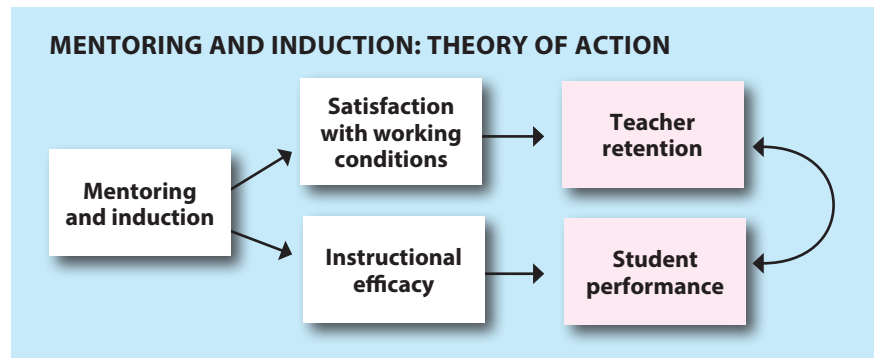 MENTORING AND INDUCTION: THEORY OF ACTION
Mentoring
and induction
Satisfaction
with working
conditions
Teacher
retention
Instructional
efficacy
Student
performance